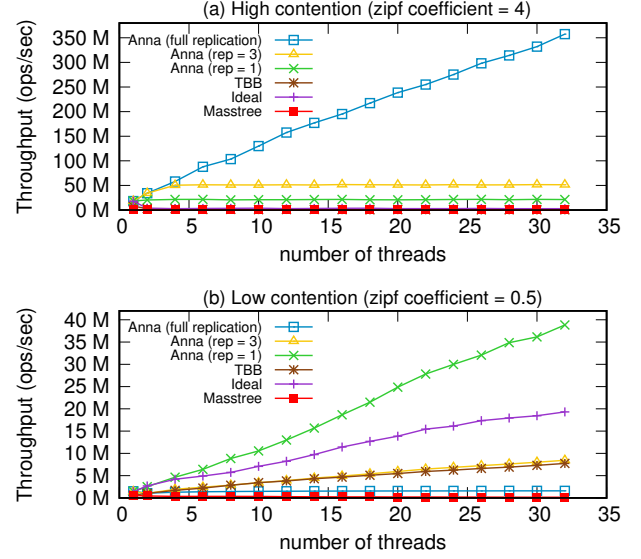 (a) High contention (zipf coefficient = 4)
Throughput (ops/sec)
350 M
300 M
250 M
200 M
150 M
100 M
50 M
0 M
Anna (full replication)
Anna (rep = 3)
Anna (rep = 1)
TBB
Ideal
Masstree
0 5 10 15 20 25 30 35
number of threads
(b) Low contention (zipf coefficient = 0.5)
Throughput (ops/sec)
40 M
35 M
30 M
25 M
20 M
15 M
10 M
5 M
0 M
Anna (full replication)
Anna (rep = 3)
Anna (rep = 1)
TBB
Ideal
Masstree
0 5 10 15 20 25 30 35
number of threads